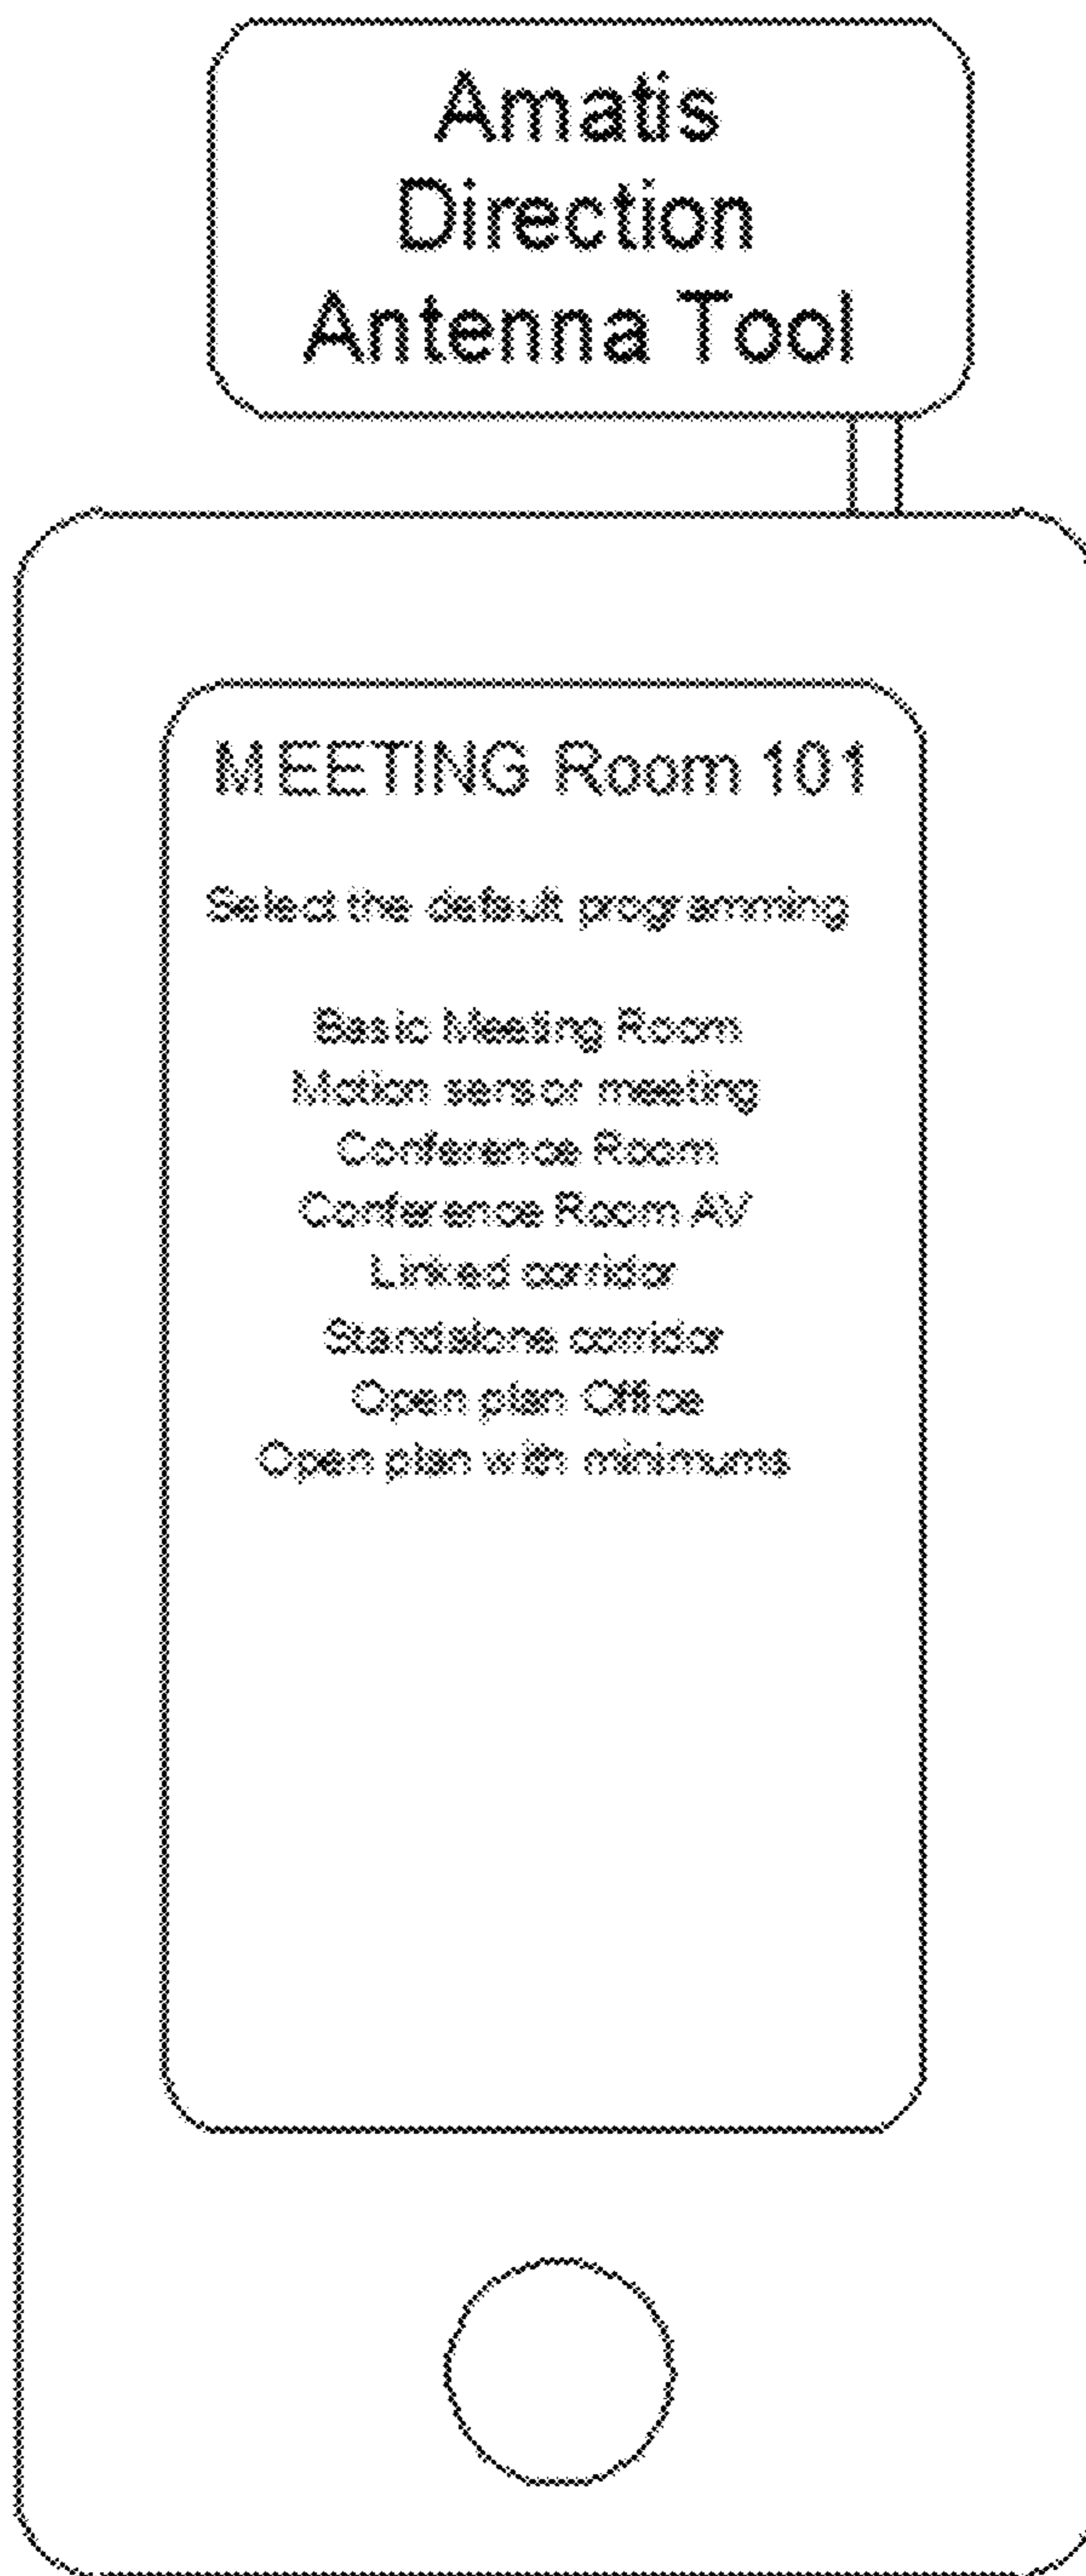 Amatis
Direction
Antenna Tool
MEETING Room 101
Select the default programming
Basic Meeting Room
Motion sensor meeting
Conference Room
Conference Room AV
Linked corridor
Standalone corridor
Open plan Office
Open plan with minimums